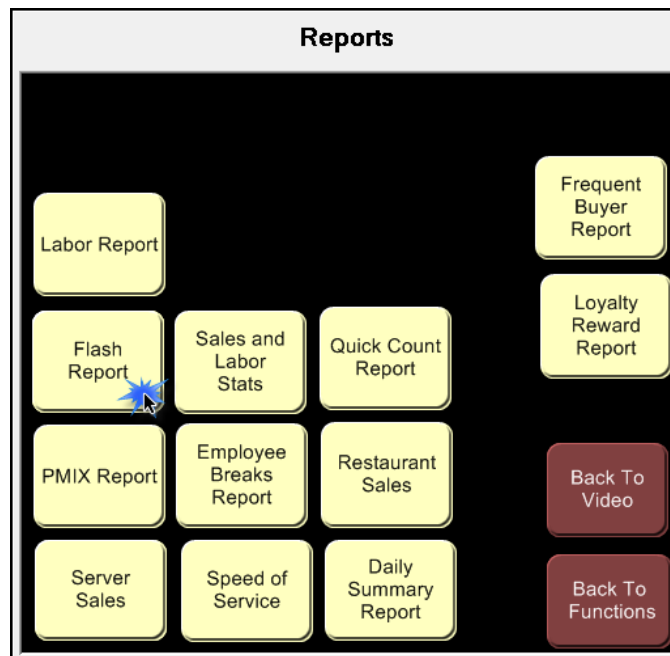 Reports
Frequent
Buyer
Report
Labor Report
Loyalty
Reward
Report
Flash
Report
Sales and
Labor
Stats
Quick Count
Report
PMIX Report
Employee
Breaks
Report
Restaurant
Sales
Back To
Video
Server
Sales
Speed of
Service
Daily
Summary
Report
Back To
Functions